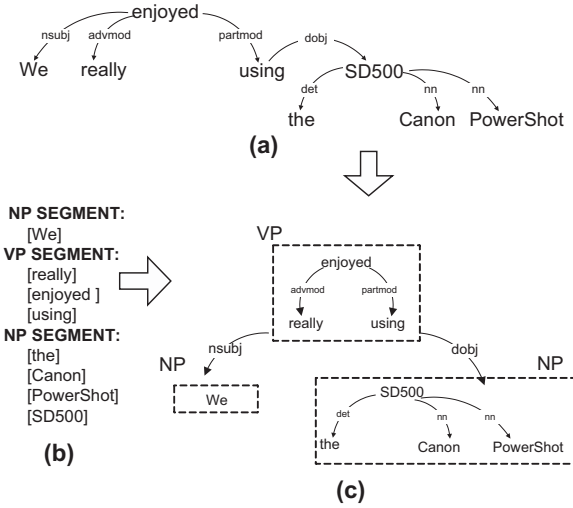 enjoyed
nsubj advmod partmod dobj
We really using SD500
det nn nn
the Canon PowerShot
(a)
NP SEGMENT:
[We]
VP SEGMENT:
[really]
[enjoyed ]
[using]
NP SEGMENT:
[the]
[Canon]
[PowerShot]
[SD500]
(b)
VP
enjoyed
advmod partmod
really using
nsubj dobj
NP NP
We
SD500
det nn nn
the Canon PowerShot
(c)